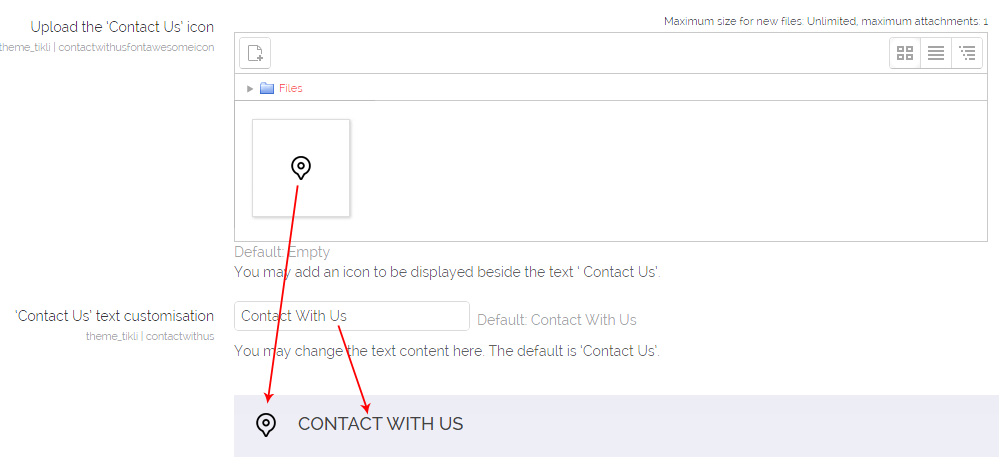 Upload the 'Contact Us' icon
Maximum size for new files: Unlimited, maximum attachments: 1
theme_tikli | contactwithusfontawesomeicon
Files
Default: Empty
You may add an icon to be displayed beside the text ' Contact Us'.
'Contact Us' text customisation
Contact With Us
Default: Contact With Us
theme_tikli | contactwithus
You may change the text content here. The default is 'Contact Us'.
CONTACT WITH US